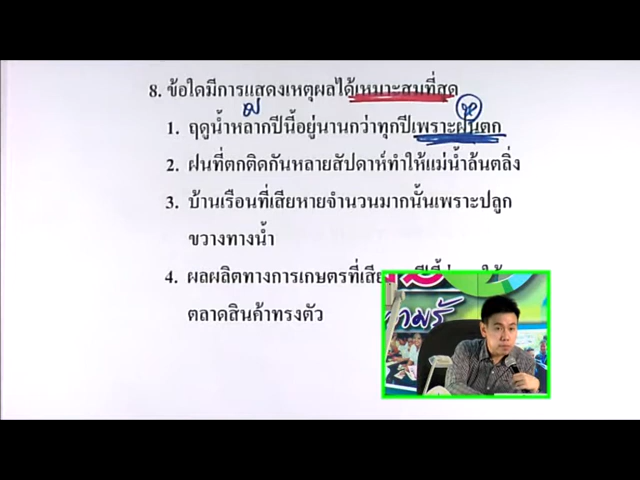 8. ข้อใดมีการแสดงเหตุผลได้เหมาะสมที่สุด
1. ฤดูน้ำหลากปีนี้อยู่นานกว่าทุกปีเพราะฝนตก
2. ฝนที่ตกติดกันหลายสัปดาห์ทำให้แม่น้ำล้นตลิ่ง
3. บ้านเรือนที่เสียหายจำนวนมากนั้นเพราะปลูก
ขวางทางน้ำ
4. ผลผลิตทางการเกษตรที่
ตลาดสินค้าทรงตัว